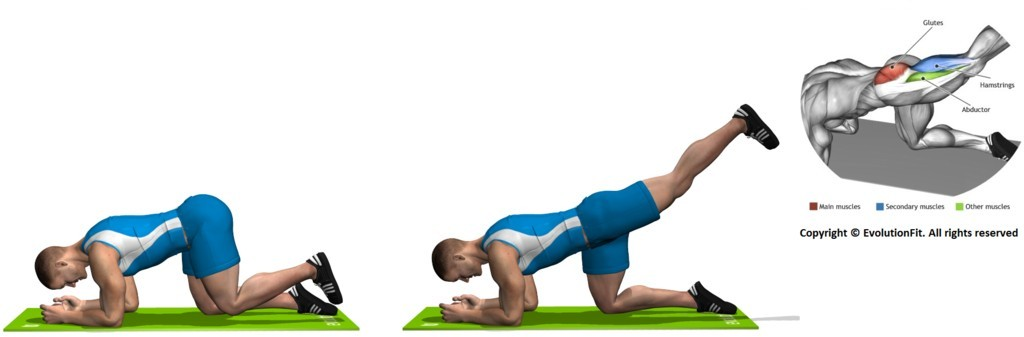 Glutes
Hamstrings
Abductor
Main muscles
Secondary muscles
Other muscles
Copyright © EvolutionFit. All rights reserved